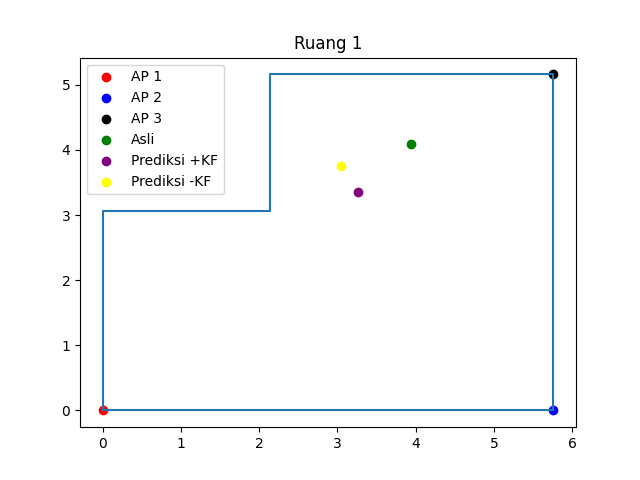 Ruang 1
AP 1
AP 2
AP 3
Asli
Prediksi +KF
Prediksi -KF
5
4
3
2
1
0
0 1 2 3 4 5 6